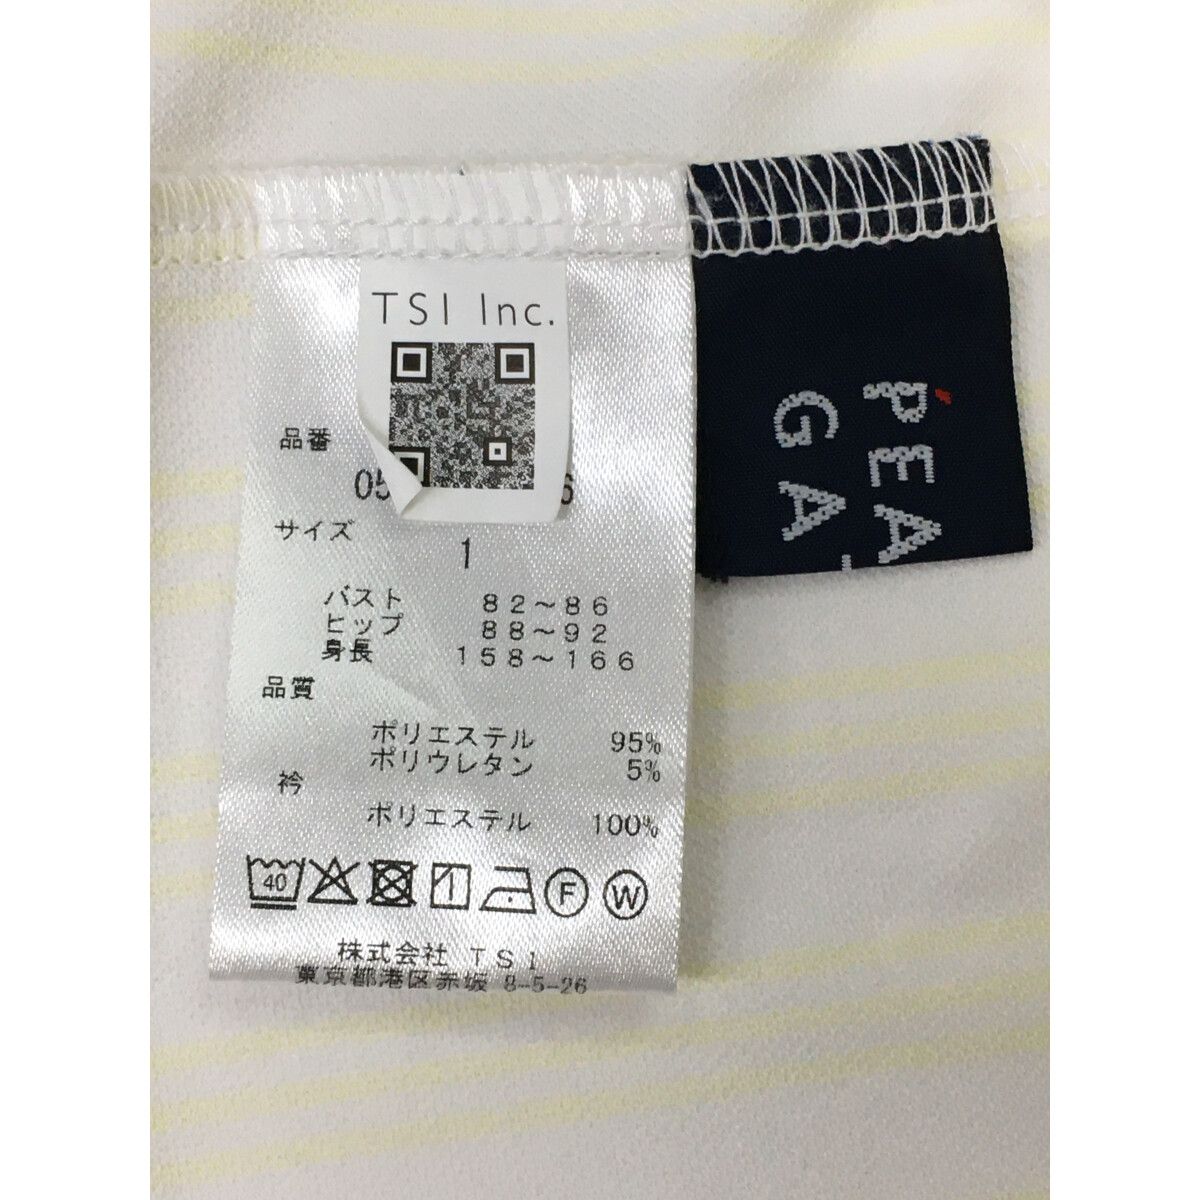 TSI Inc.
品番
05 6
サイズ
1
バスト 82~86
ヒップ 88~92
身長 158~166
品質
ポリエステル 95%
ポリウレタン 5%
衿
ポリエステル 100%
40
F
W
株式会社 TSI
東京都港区赤坂 8-5-26
PEA
GA